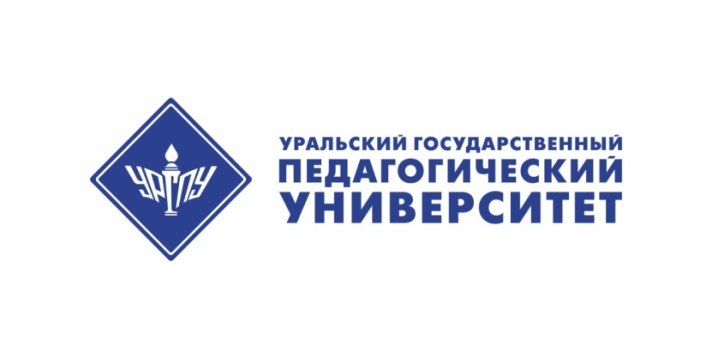 УРГПУ
УРАЛЬСКИЙ ГОСУДАРСТВЕННЫЙ
ПЕДАГОГИЧЕСКИЙ
УНИВЕРСИТЕТ